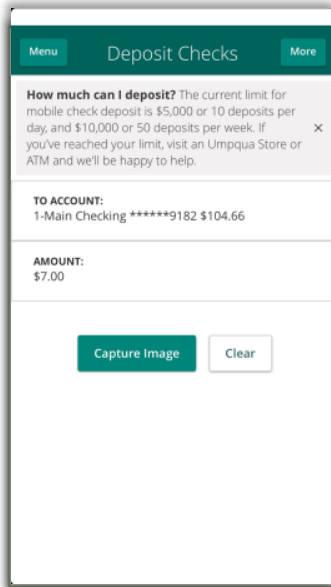 Menu
Deposit Checks
More
How much can I deposit? The current limit for
mobile check deposit is $5,000 or 10 deposits per
day, and $10,000 or 50 deposits per week. If
you've reached your limit, visit an Umpqua Store or
ATM and we'll be happy to help.
TO ACCOUNT:
1-Main Checking ******9182 $104.66
AMOUNT:
$7.00
Capture Image
Clear